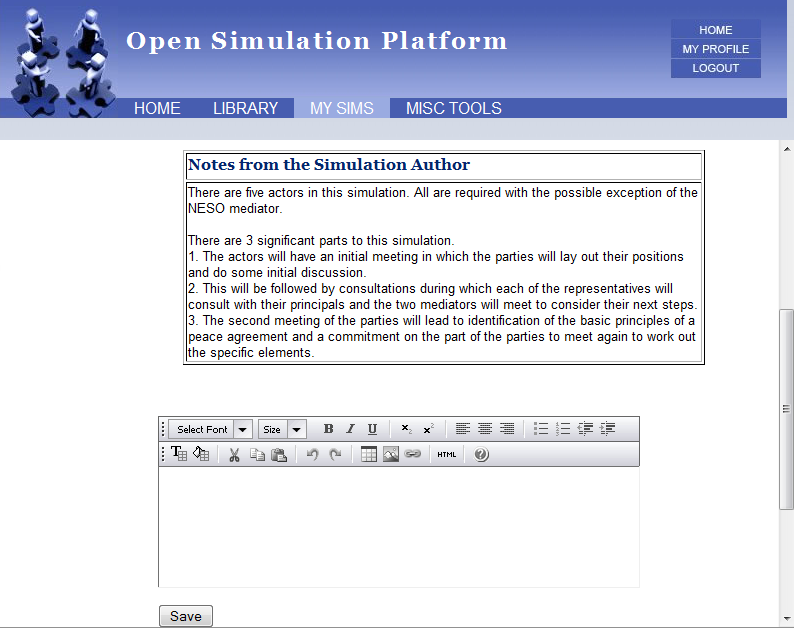 Open Simulation Platform
HOME
MY PROFILE
LOGOUT
HOME LIBRARY MY SIMS MISC TOOLS
Notes from the Simulation Author
There are five actors in this simulation. All are required with the possible exception of the
NESO mediator.
There are 3 significant parts to this simulation.
1. The actors will have an initial meeting in which the parties will lay out their positions
and do some initial discussion.
2. This will be followed by consultations during which each of the representatives will
consult with their principals and the two mediators will meet to consider their next steps.
3. The second meeting of the parties will lead to identification of the basic principles of a
peace agreement and a commitment on the part of the parties to meet again to work out
the specific elements.
Select Font Size B I U x₂ x²
HTML
Save